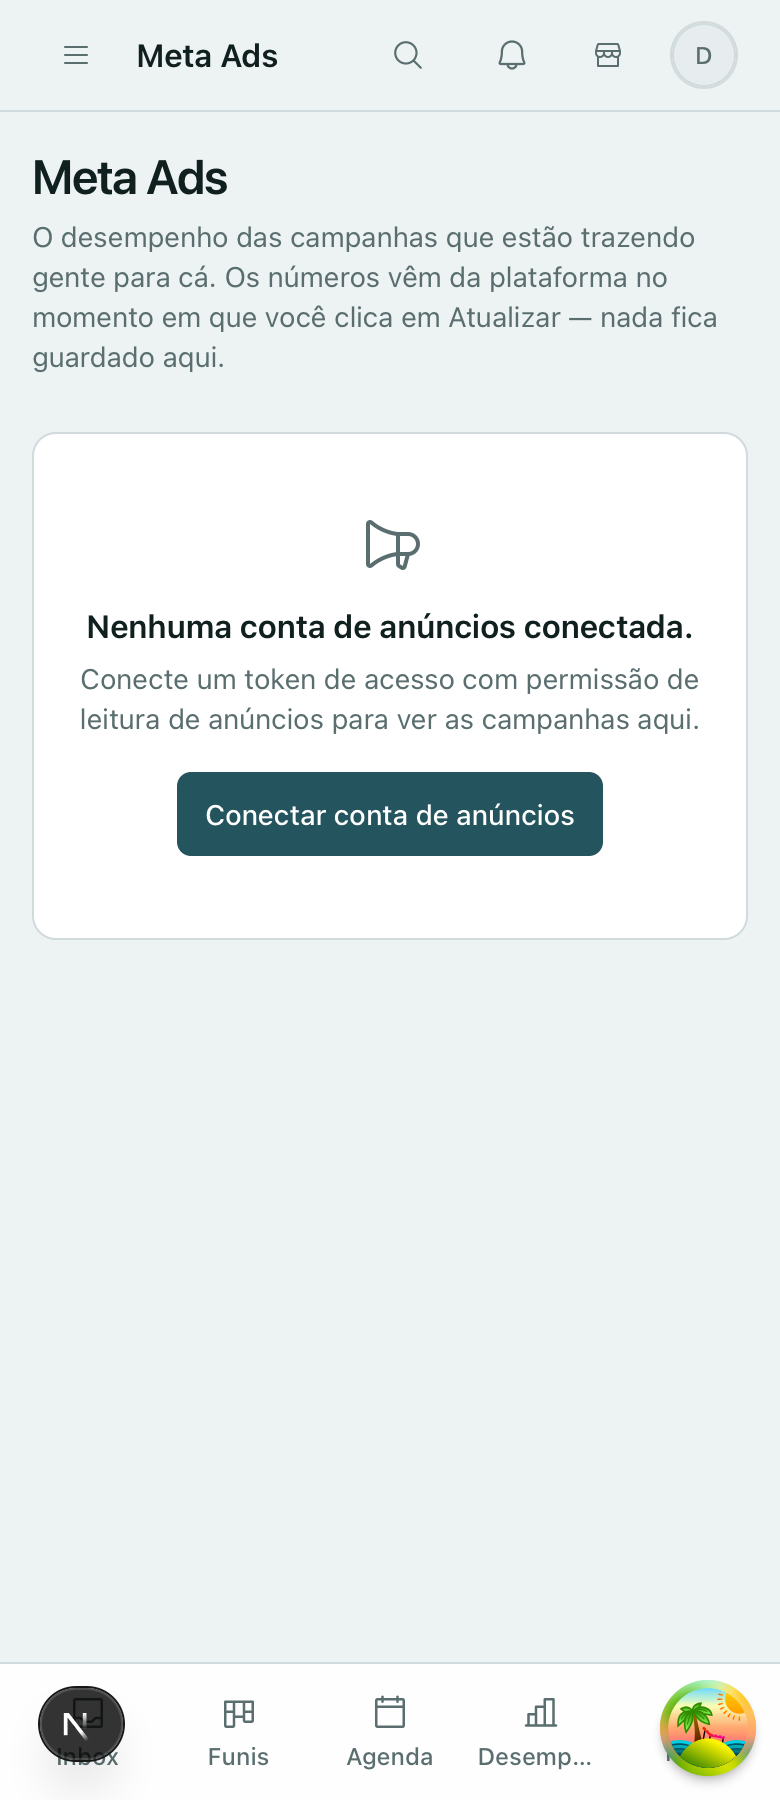 Meta Ads
D
Meta Ads
O desempenho das campanhas que estão trazendo
gente para cá. Os números vêm da plataforma no
momento em que você clica em Atualizar — nada fica
guardado aqui.
Nenhuma conta de anúncios conectada.
Conecte um token de acesso com permissão de
leitura de anúncios para ver as campanhas aqui.
Conectar conta de anúncios
N
Inbox
Funis
Agenda
Desemp...